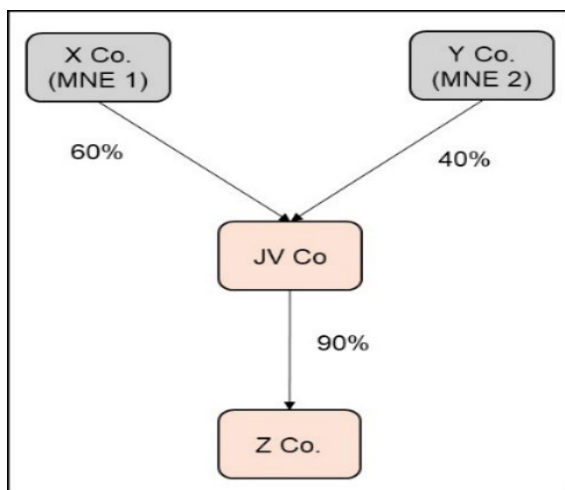 X Co.
(MNE 1)
Y Co.
(MNE 2)
60%
40%
JV Co
90%
Z Co.